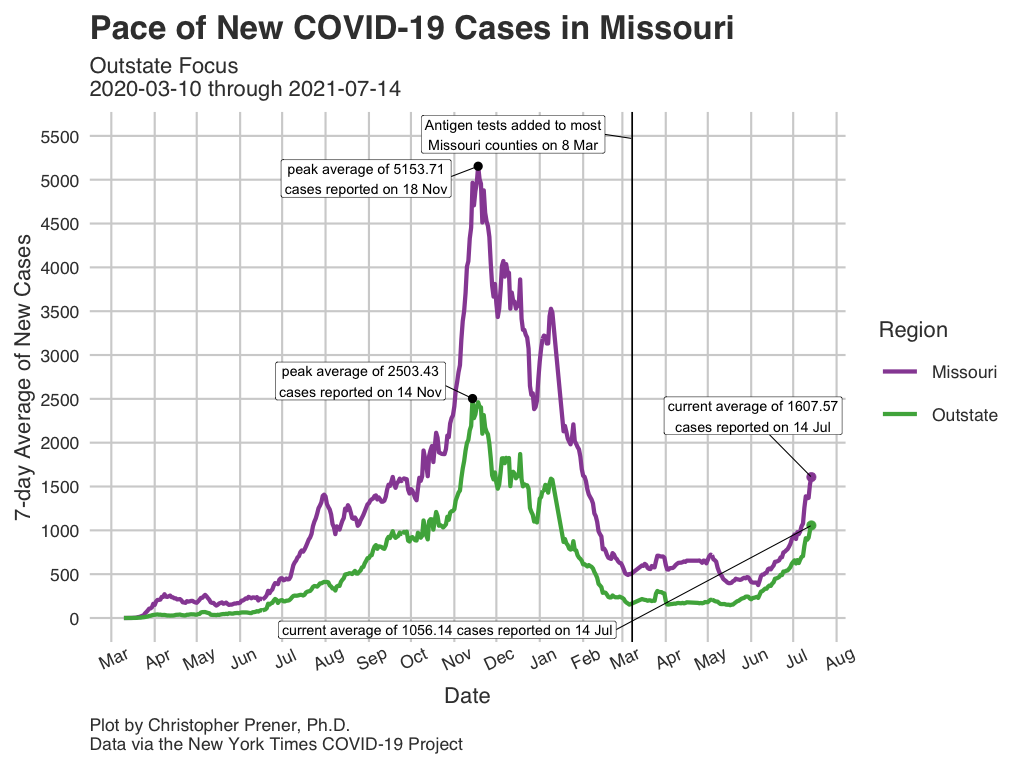 Pace of New COVID-19 Cases in Missouri
Outstate Focus
2020-03-10 through 2021-07-14
Antigen tests added to most
Missouri counties on 8 Mar
peak average of 5153.71
cases reported on 18 Nov
peak average of 2503.43
cases reported on 14 Nov
current average of 1607.57
cases reported on 14 Jul
current average of 1056.14 cases reported on 14 Jul
7-day Average of New Cases
5500
5000
4500
4000
3500
3000
2500
2000
1500
1000
500
0
Mar Apr May Jun Jul Aug Sep Oct Nov Dec Jan Feb Mar Apr May Jun Jul Aug
Date
Region
Missouri
Outstate
Plot by Christopher Prener, Ph.D.
Data via the New York Times COVID-19 Project